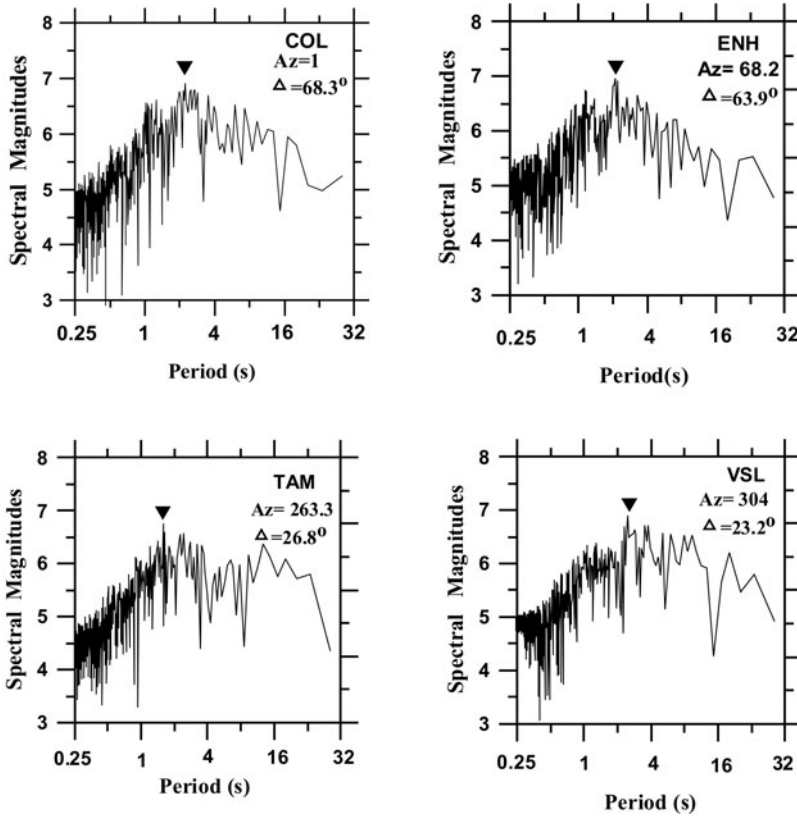 8
7
6
5
4
3
Spectral Magnitudes
COL
Az=1
△ =68.3º
0.25
1
4
16
32
Period (s)
8
7
6
5
4
3
Spectral Magnitudes
ENH
Az= 68.2
△ =63.9º
0.25
1
4
16
32
Period(s)
8
7
6
5
4
3
Spectral Magnitudes
TAM
Az= 263.3
△ =26.8º
0.25
1
4
16
32
Period (s)
8
7
6
5
4
3
Spectral Magnitudes
VSL
Az= 304
△ =23.2º
0.25
1
4
16
32
Period (s)